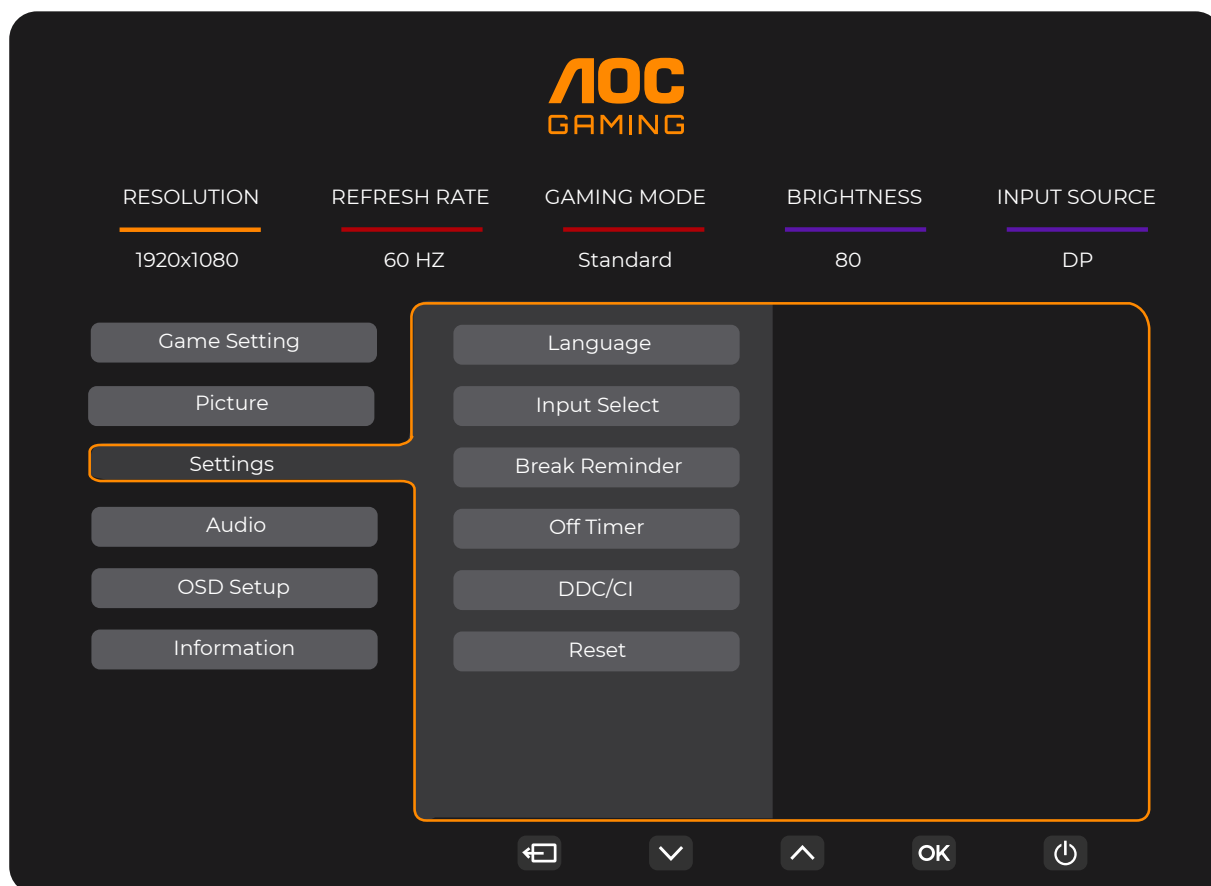 AOC
GAMING
RESOLUTION REFRESH RATE GAMING MODE BRIGHTNESS INPUT SOURCE
1920x1080 60 HZ Standard 80 DP
Game Setting Language
Picture Input Select
Settings Break Reminder
Audio Off Timer
OSD Setup DDC/CI
Information Reset
OK